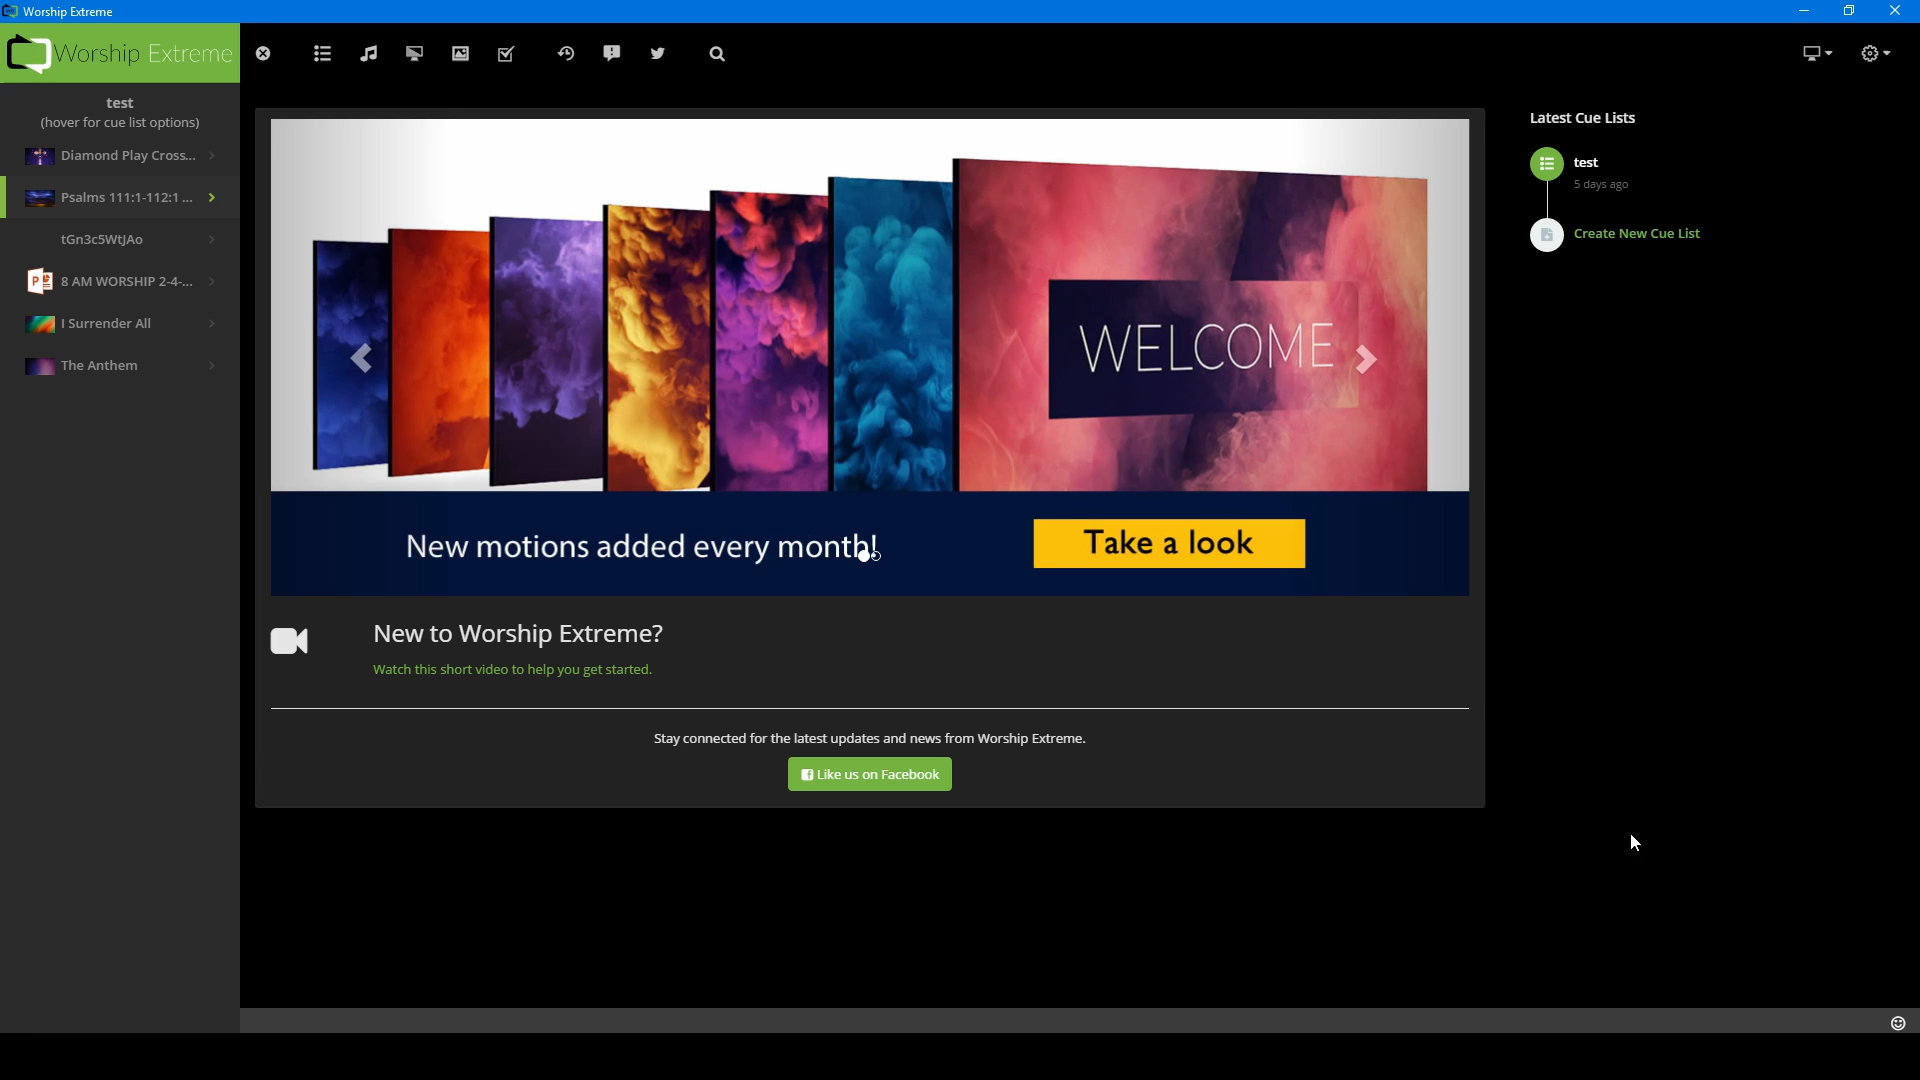 Worship Extreme
Worship Extreme
test
(hover for cue list options)
Diamond Play Cross...
Psalms 111:1-112:1 ...
tGn3c5WtJAo
8 AM WORSHIP 2-4-...
I Surrender All
The Anthem
WELCOME
New motions added every month!
Take a look
New to Worship Extreme?
Watch this short video to help you get started.
Stay connected for the latest updates and news from Worship Extreme.
Like us on Facebook
Latest Cue Lists
test
5 days ago
Create New Cue List